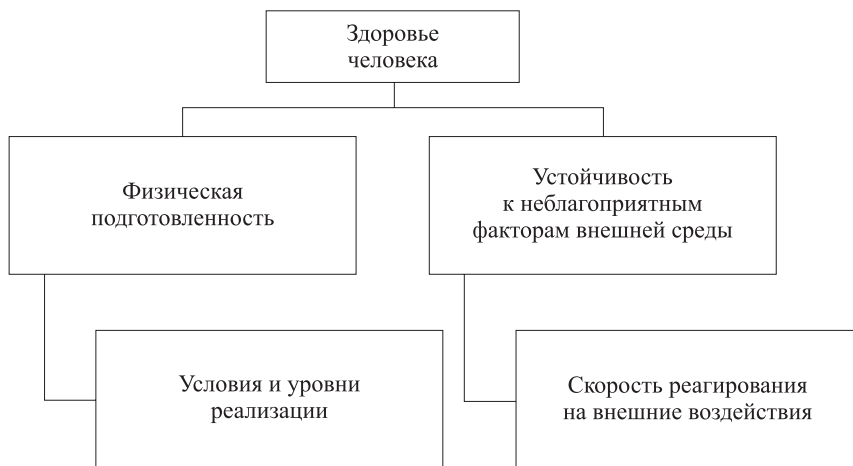 Здоровье
человека
Физическая
подготовленность
Устойчивость
к неблагоприятным
факторам внешней среды
Условия и уровни
реализации
Скорость реагирования
на внешние воздействия